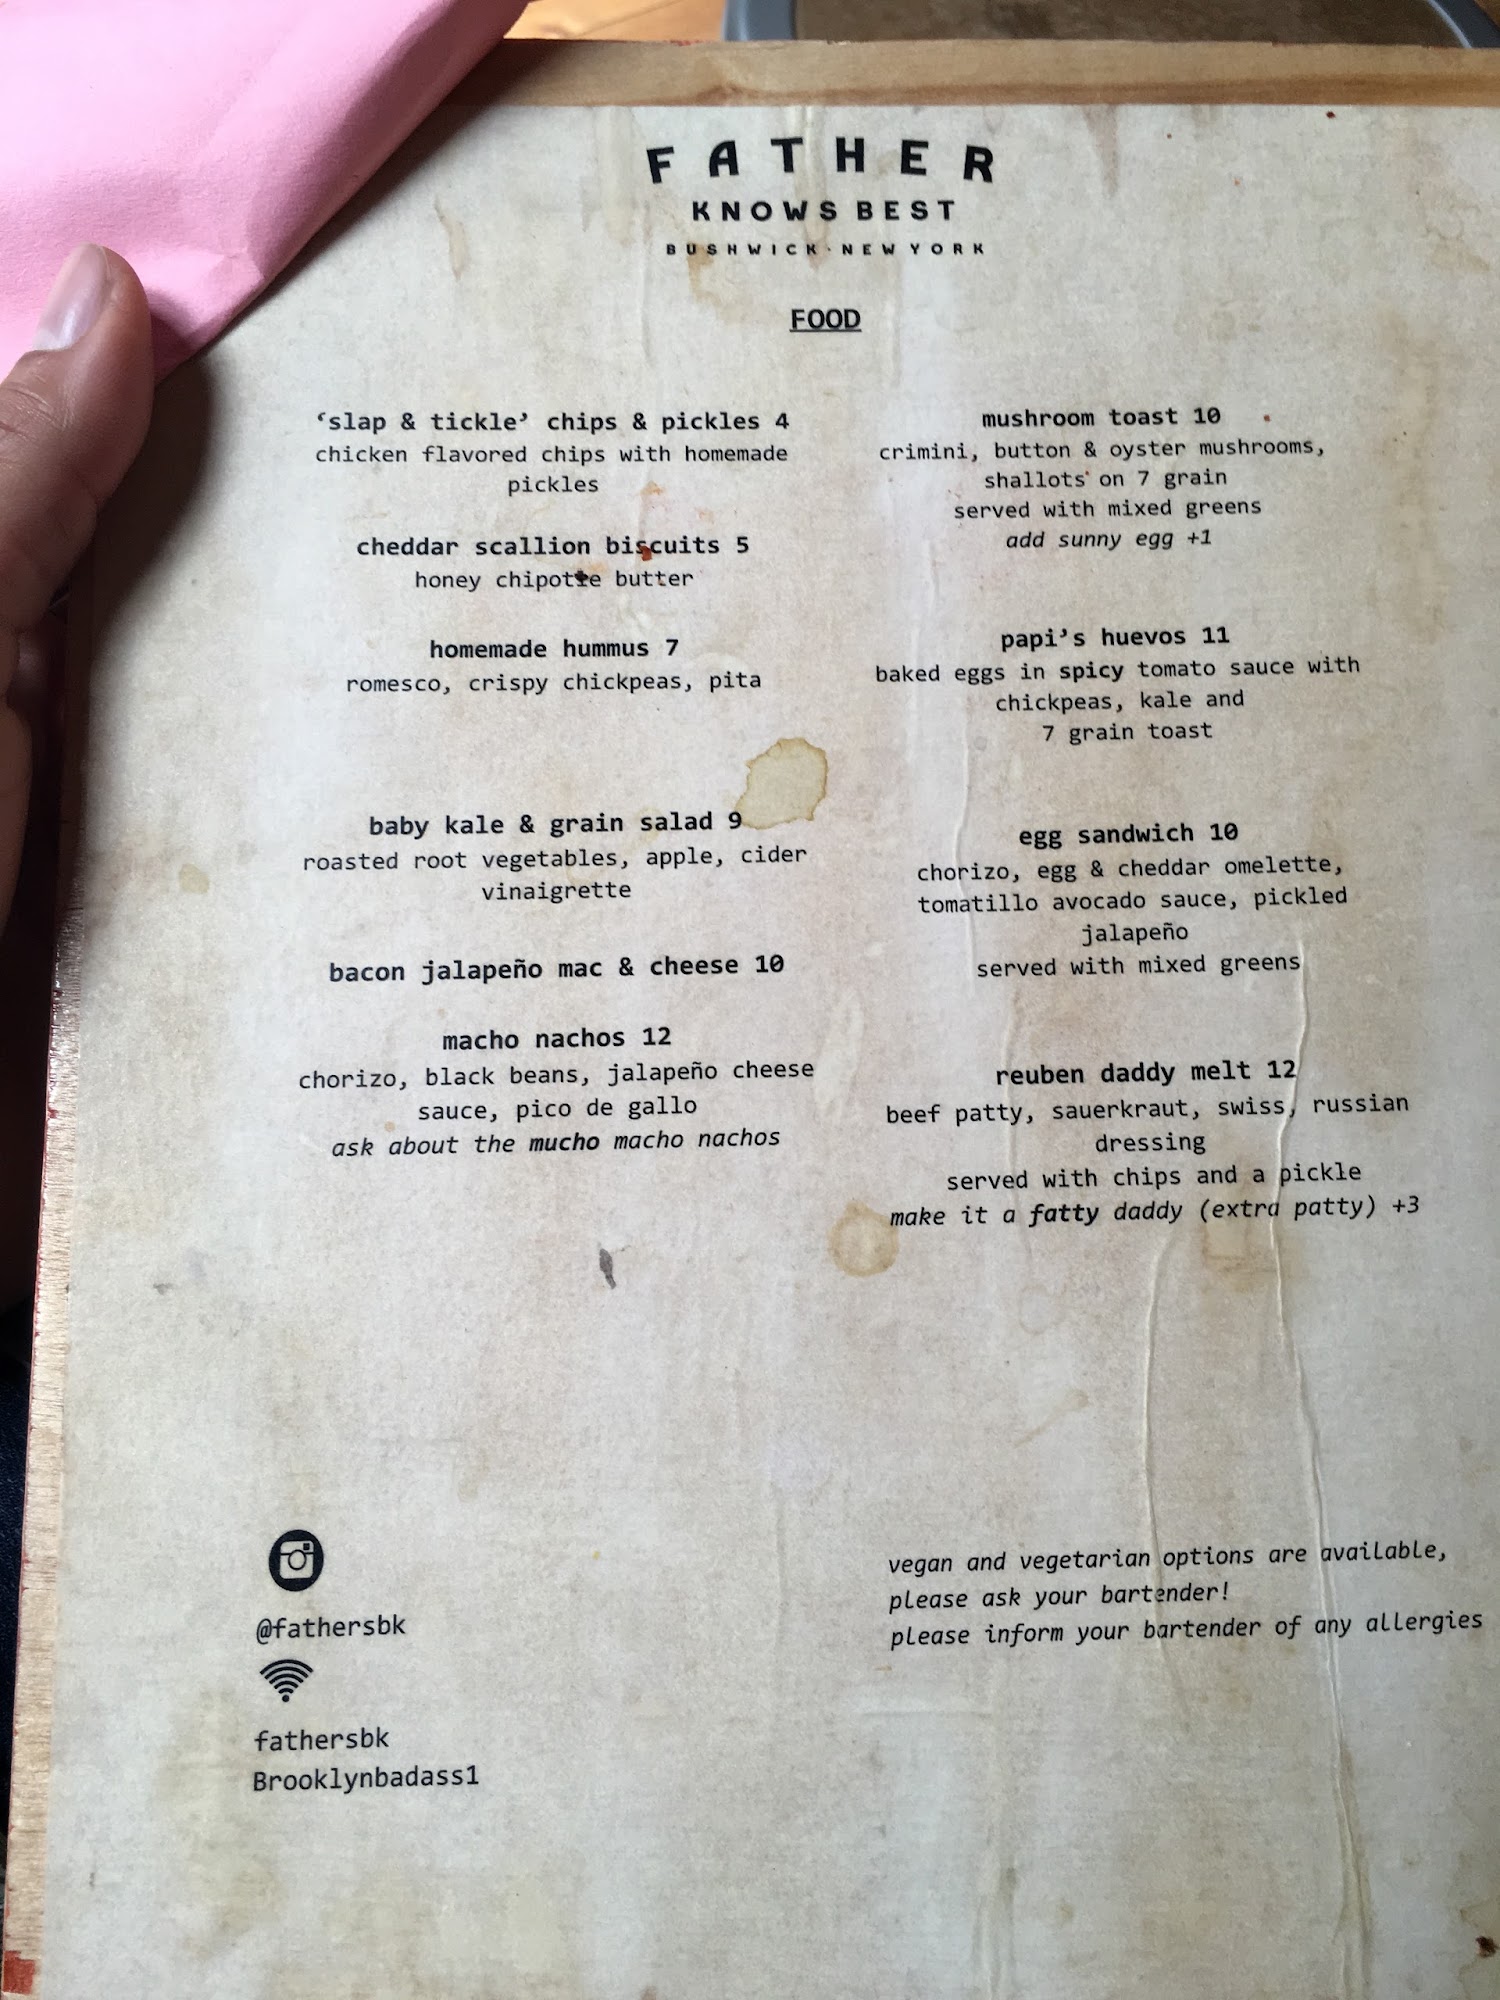 FATHER
KNOWS BEST
BUSHWICK · NEW YORK
FOOD
‘slap & tickle’ chips & pickles 4
chicken flavored chips with homemade
pickles
cheddar scallion biscuits 5
honey chipotle butter
homemade hummus 7
romesco, crispy chickpeas, pita
baby kale & grain salad 9
roasted root vegetables, apple, cider
vinaigrette
bacon jalapeño mac & cheese 10
macho nachos 12
chorizo, black beans, jalapeño cheese
sauce, pico de gallo
ask about the mucho macho nachos
mushroom toast 10
crimini, button & oyster mushrooms,
shallots on 7 grain
served with mixed greens
add sunny egg +1
papi’s huevos 11
baked eggs in spicy tomato sauce with
chickpeas, kale and
7 grain toast
egg sandwich 10
chorizo, egg & cheddar omelette,
tomatillo avocado sauce, pickled
jalapeño
served with mixed greens
reuben daddy melt 12
beef patty, sauerkraut, swiss, russian
dressing
served with chips and a pickle
make it a fatty daddy (extra patty) +3
@fathersbk
fathersbk
Brooklynbadass1
vegan and vegetarian options are available,
please ask your bartender!
please inform your bartender of any allergies